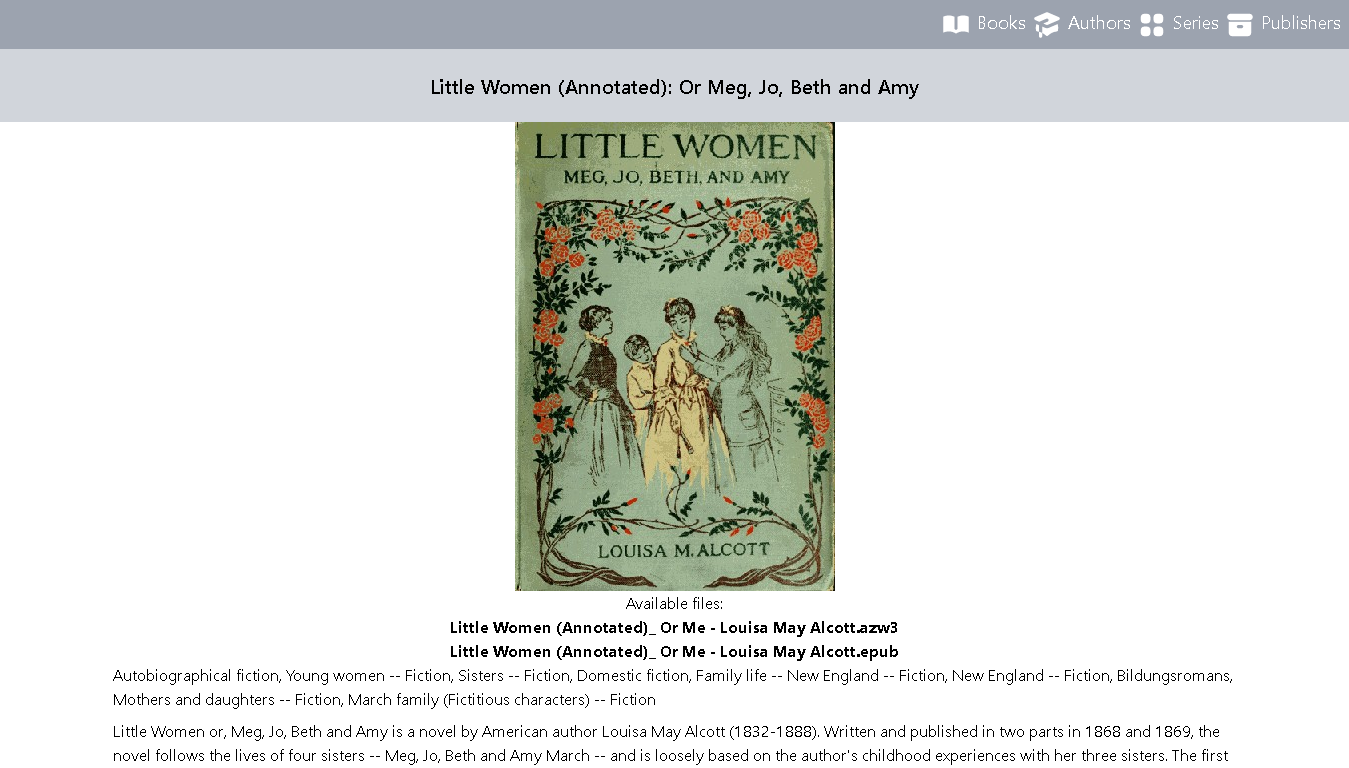 Books Authors Series Publishers
Little Women (Annotated): Or Meg, Jo, Beth and Amy
LITTLE WOMEN
MEG, JO, BETH, AND AMY
LOUISA M. ALCOTT
Available files:
Little Women (Annotated)_ Or Me - Louisa May Alcott.azw3
Little Women (Annotated)_ Or Me - Louisa May Alcott.epub
Autobiographical fiction, Young women -- Fiction, Sisters -- Fiction, Domestic fiction, Family life -- New England -- Fiction, New England -- Fiction, Bildungsromans,
Mothers and daughters -- Fiction, March family (Fictitious characters) -- Fiction
Little Women or, Meg, Jo, Beth and Amy is a novel by American author Louisa May Alcott (1832-1888). Written and published in two parts in 1868 and 1869, the
novel follows the lives of four sisters -- Meg, Jo, Beth and Amy March -- and is loosely based on the author's childhood experiences with her three sisters. The first